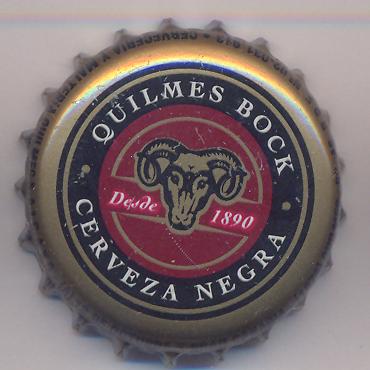 QUILMES BOCK
Desde
1890
CERVEZA NEGRA